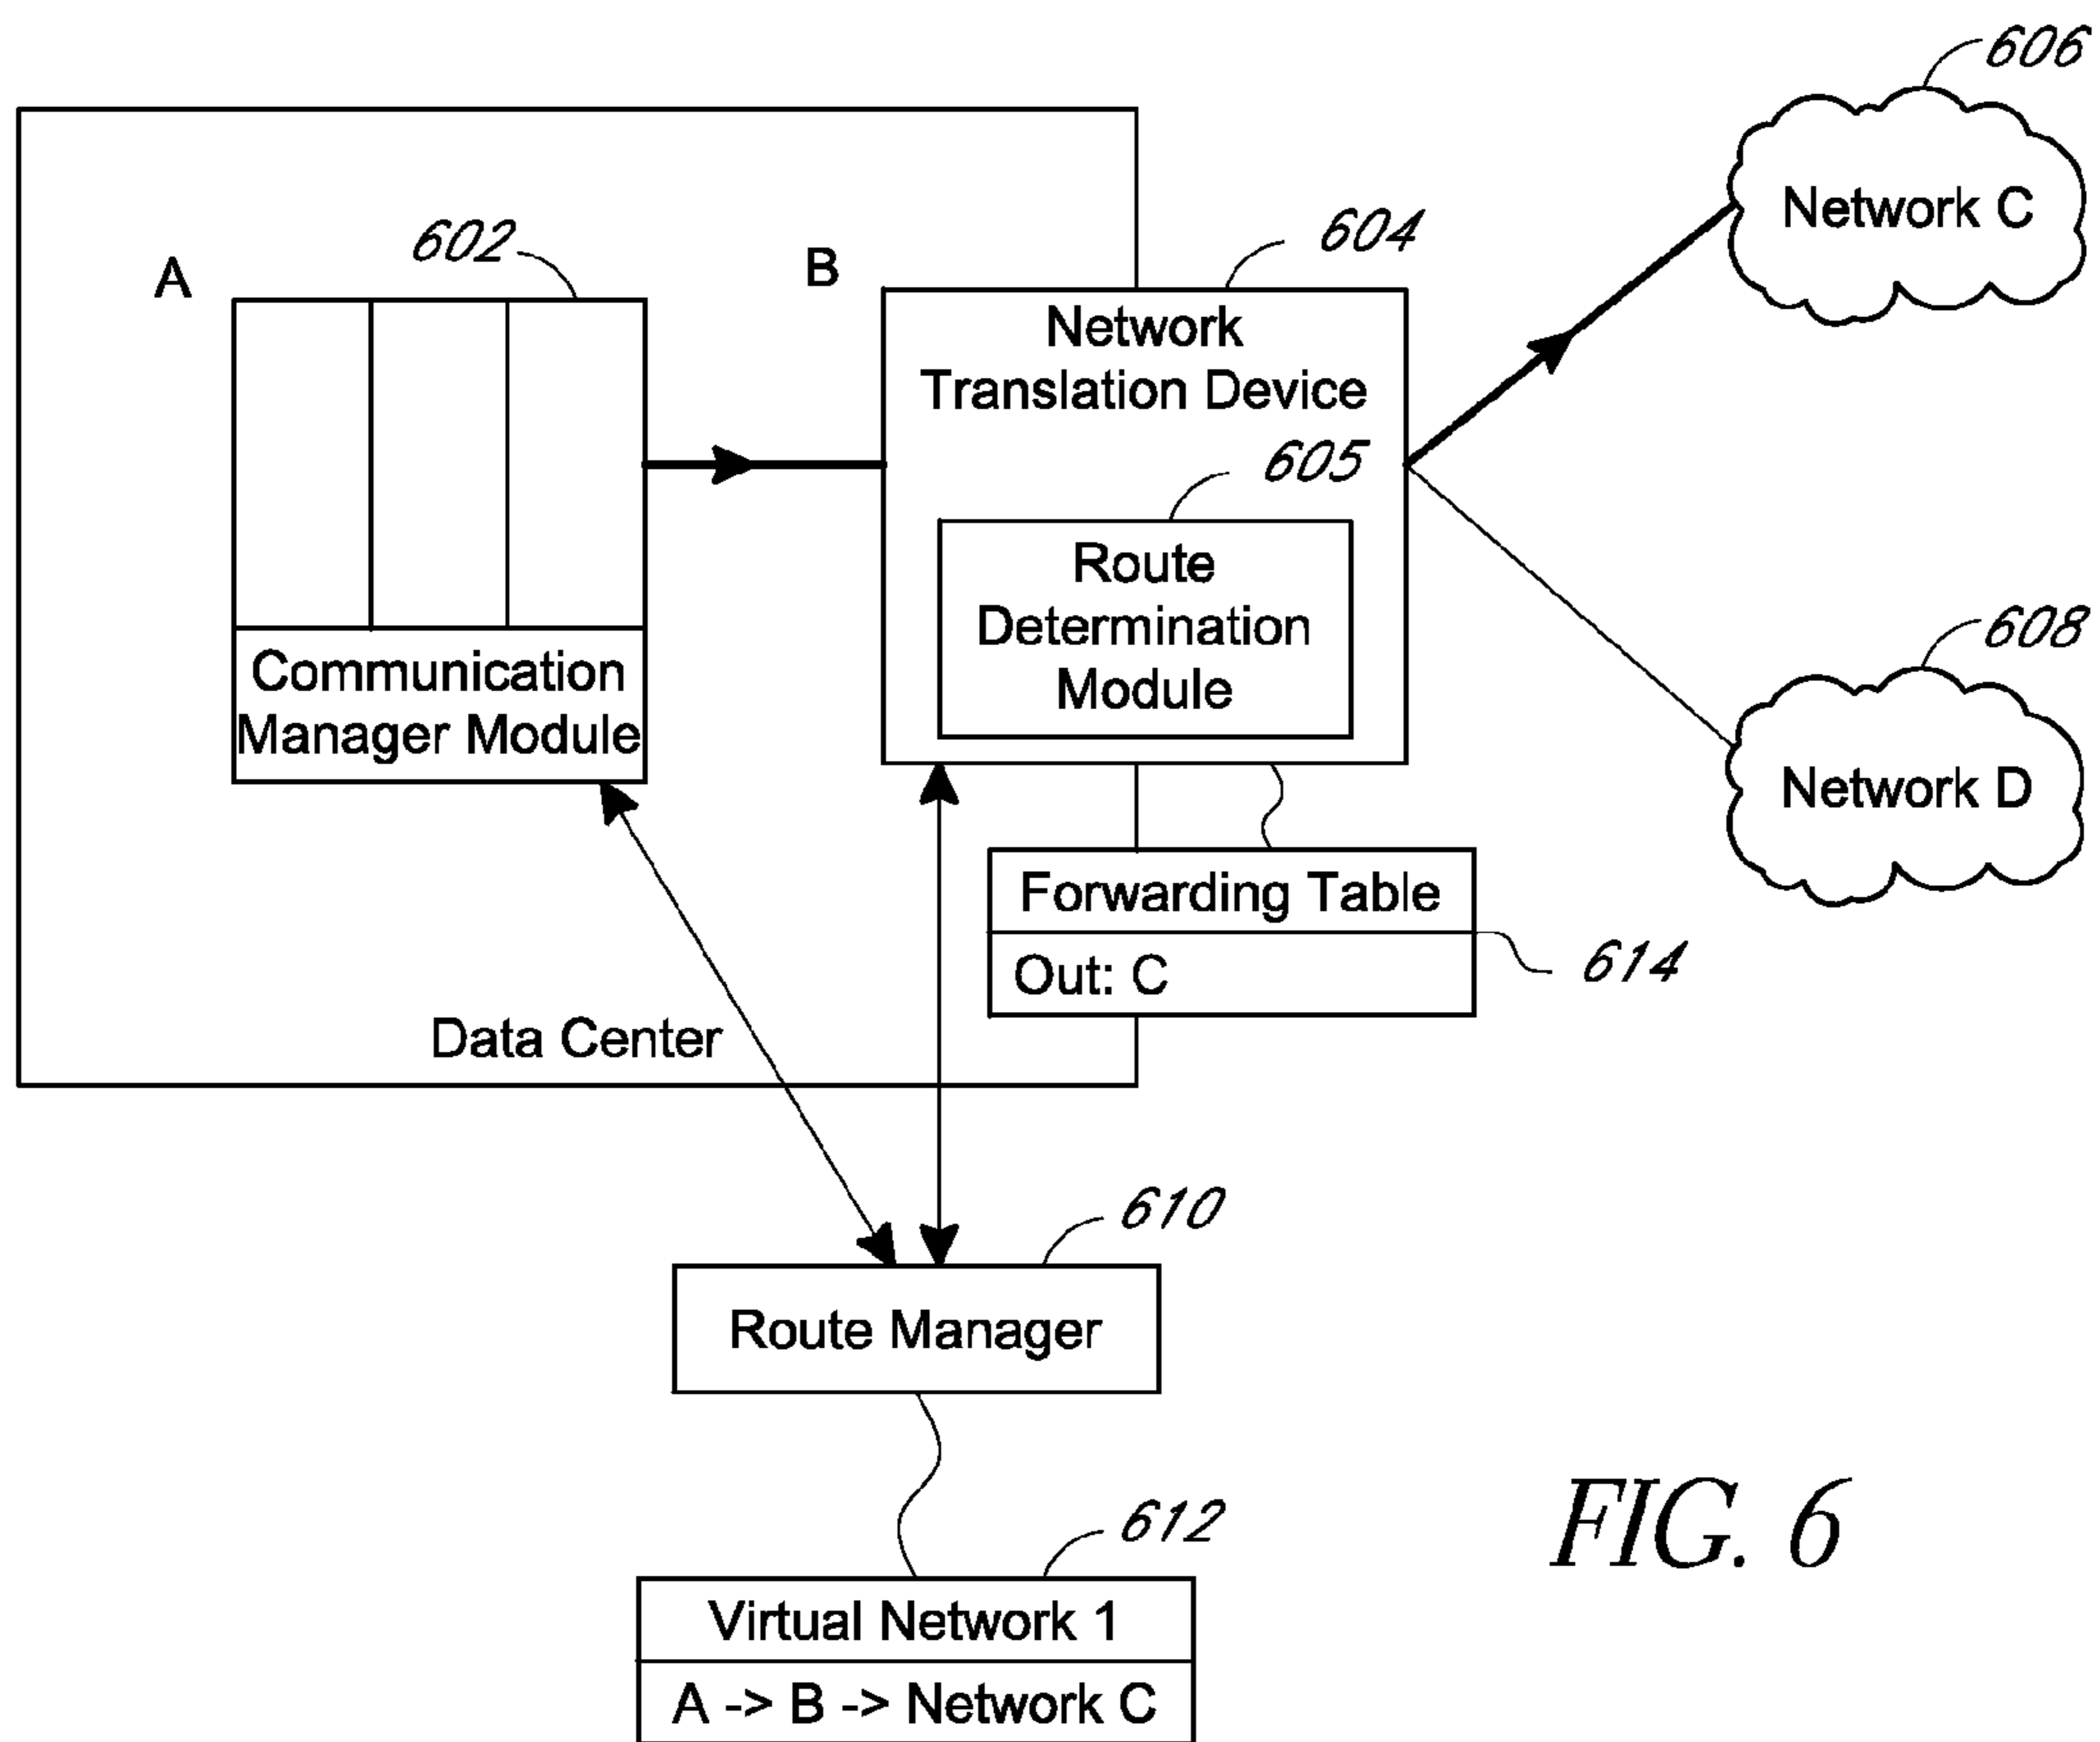 606
Network C
602
604
A
B
Network
Translation Device
605
Route
Determination
Module
Communication
Manager Module
608
Network D
Forwarding Table
Out: C
614
Data Center
610
Route Manager
612
Virtual Network 1
A -> B -> Network C
FIG. 6